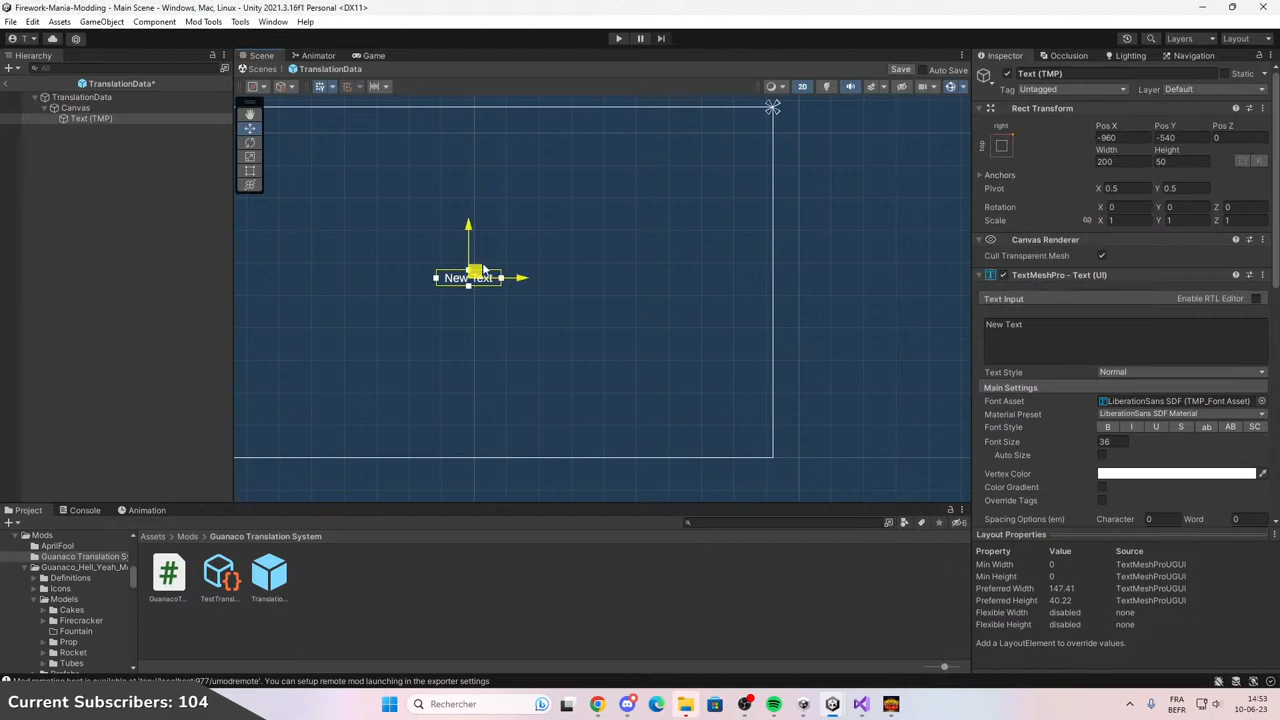 Firework-Mania-Modding - Main Scene - Windows, Mac, Linux - Unity 2021.3.16f1 Personal <DX11>
File Edit Assets GameObject Component Mod Tools Tools Window Help
T Layers Layout
Hierarchy Scene Animator Game Inspector Occlusion Lighting Navigation
All Scenes TranslationData Save Auto Save
TranslationData*
2D
TranslationData
Canvas
Text (TMP)
New Text
Text (TMP) Static
Tag Untagged Layer Default
Rect Transform
right Pos X Pos Y Pos Z
top -960 -540 0
Width Height
200 50 R
Anchors
Pivot X 0.5 Y 0.5
Rotation X 0 Y 0 Z 0
Scale X 1 Y 1 Z 1
Canvas Renderer
Cull Transparent Mesh
TextMeshPro - Text (UI)
Text Input Enable RTL Editor
New Text
Text Style Normal
Main Settings
Font Asset LiberationSans SDF (TMP_Font Asset)
Material Preset LiberationSans SDF Material
Font Style B I U S ab AB SC
Font Size 36
Auto Size
Vertex Color
Color Gradient
Override Tags
Spacing Options (em) Character 0 Word 0
Layout Properties
Property Value Source
Min Width 0 TextMeshProUGUI
Min Height 0 TextMeshProUGUI
Preferred Width 147.41 TextMeshProUGUI
Preferred Height 40.22 TextMeshProUGUI
Flexible Width disabled none
Flexible Height disabled none
Add a LayoutElement to override values.
Project Console Animation
6
Assets Mods Guanaco Translation System
Mods
AprilFool
Guanaco Translation Sy
Guanaco_Hell_Yeah_M
Definitions
Icons
Models
Cakes
Firecracker
Fountain
Prop
Rocket
Tubes
GuanacoT... TestTransl... Translatio...
You can setup remote mod launching in the exporter settings
Current Subscribers: 104
Rechercher
FRA
BEFR
14:53
10-06-23